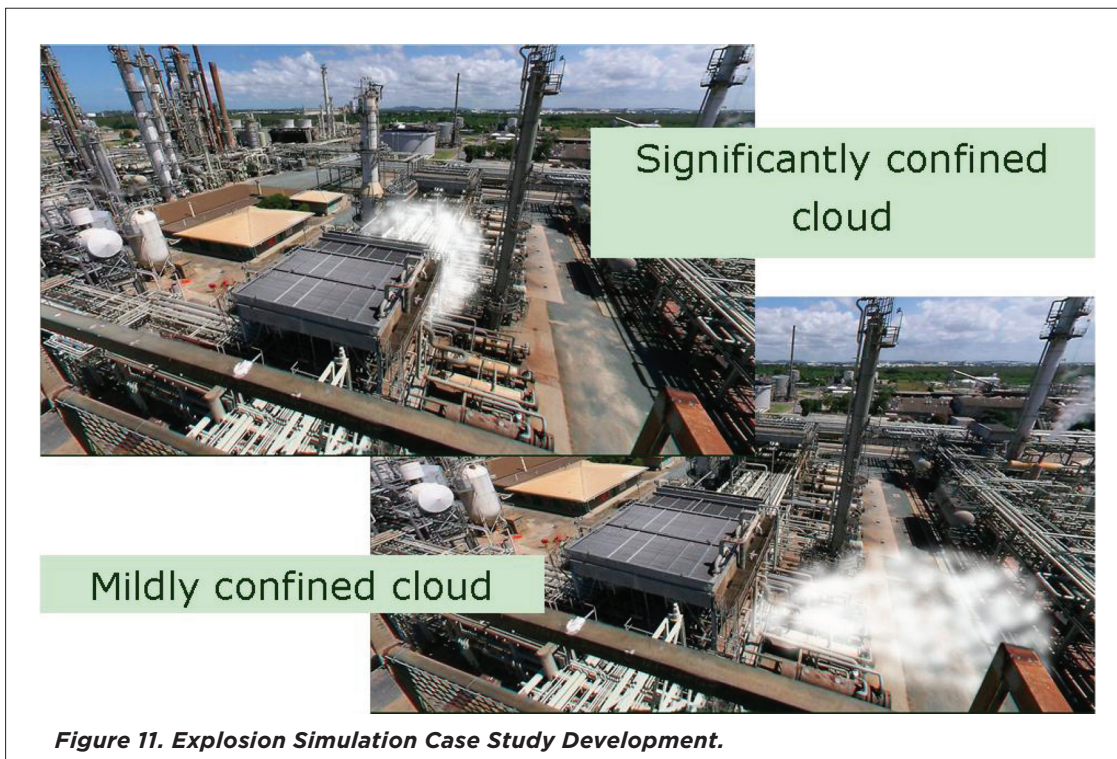 Significantly confined
cloud
Mildly confined cloud
Figure 11. Explosion Simulation Case Study Development.